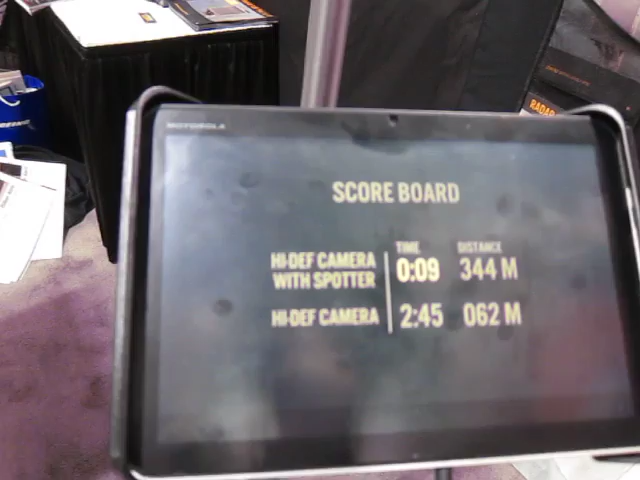 MOTOROLA
RADAR
SCORE BOARD
TIME DISTANCE
HI-DEF CAMERA
WITH SPOTTER 0:09 344 M
HI-DEF CAMERA 2:45 062 M